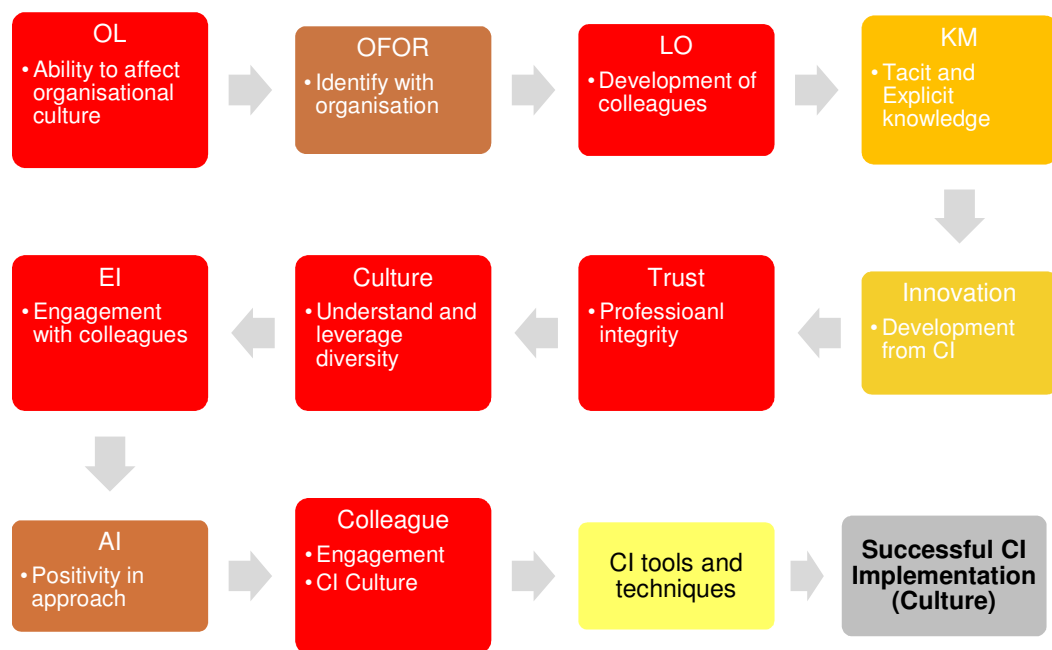 OL
• Ability to affect
organisational
culture
OFOR
• Identify with
organisation
LO
• Development of
colleagues
KM
• Tacit and
Explicit
knowledge
Innovation
• Development
from CI
Trust
• Professioanl
integrity
Culture
• Understand and
leverage
diversity
EI
• Engagement
with colleagues
AI
• Positivity in
approach
Colleague
• Engagement
• CI Culture
CI tools and
techniques
Successful CI
Implementation
(Culture)